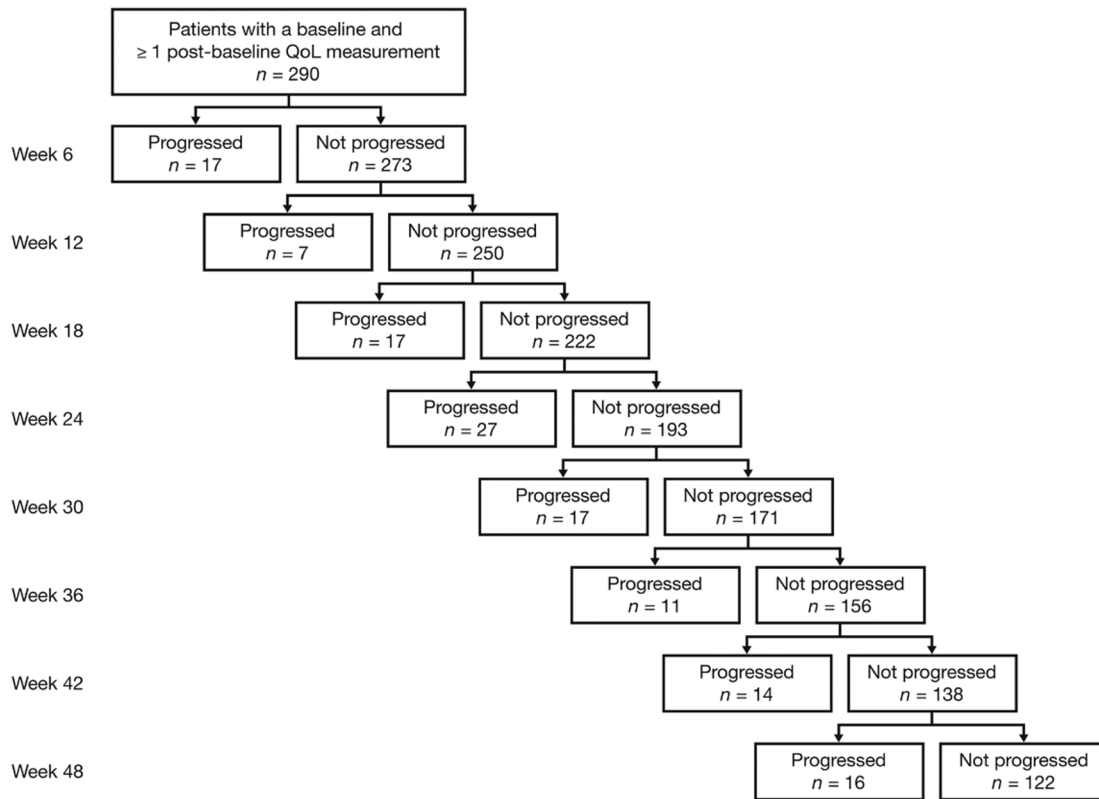 Patients with a baseline and
≥ 1 post-baseline QoL measurement
n = 290
Week 6
Progressed
n = 17
Not progressed
n = 273
Week 12
Progressed
n = 7
Not progressed
n = 250
Week 18
Progressed
n = 17
Not progressed
n = 222
Week 24
Progressed
n = 27
Not progressed
n = 193
Week 30
Progressed
n = 17
Not progressed
n = 171
Week 36
Progressed
n = 11
Not progressed
n = 156
Week 42
Progressed
n = 14
Not progressed
n = 138
Week 48
Progressed
n = 16
Not progressed
n = 122